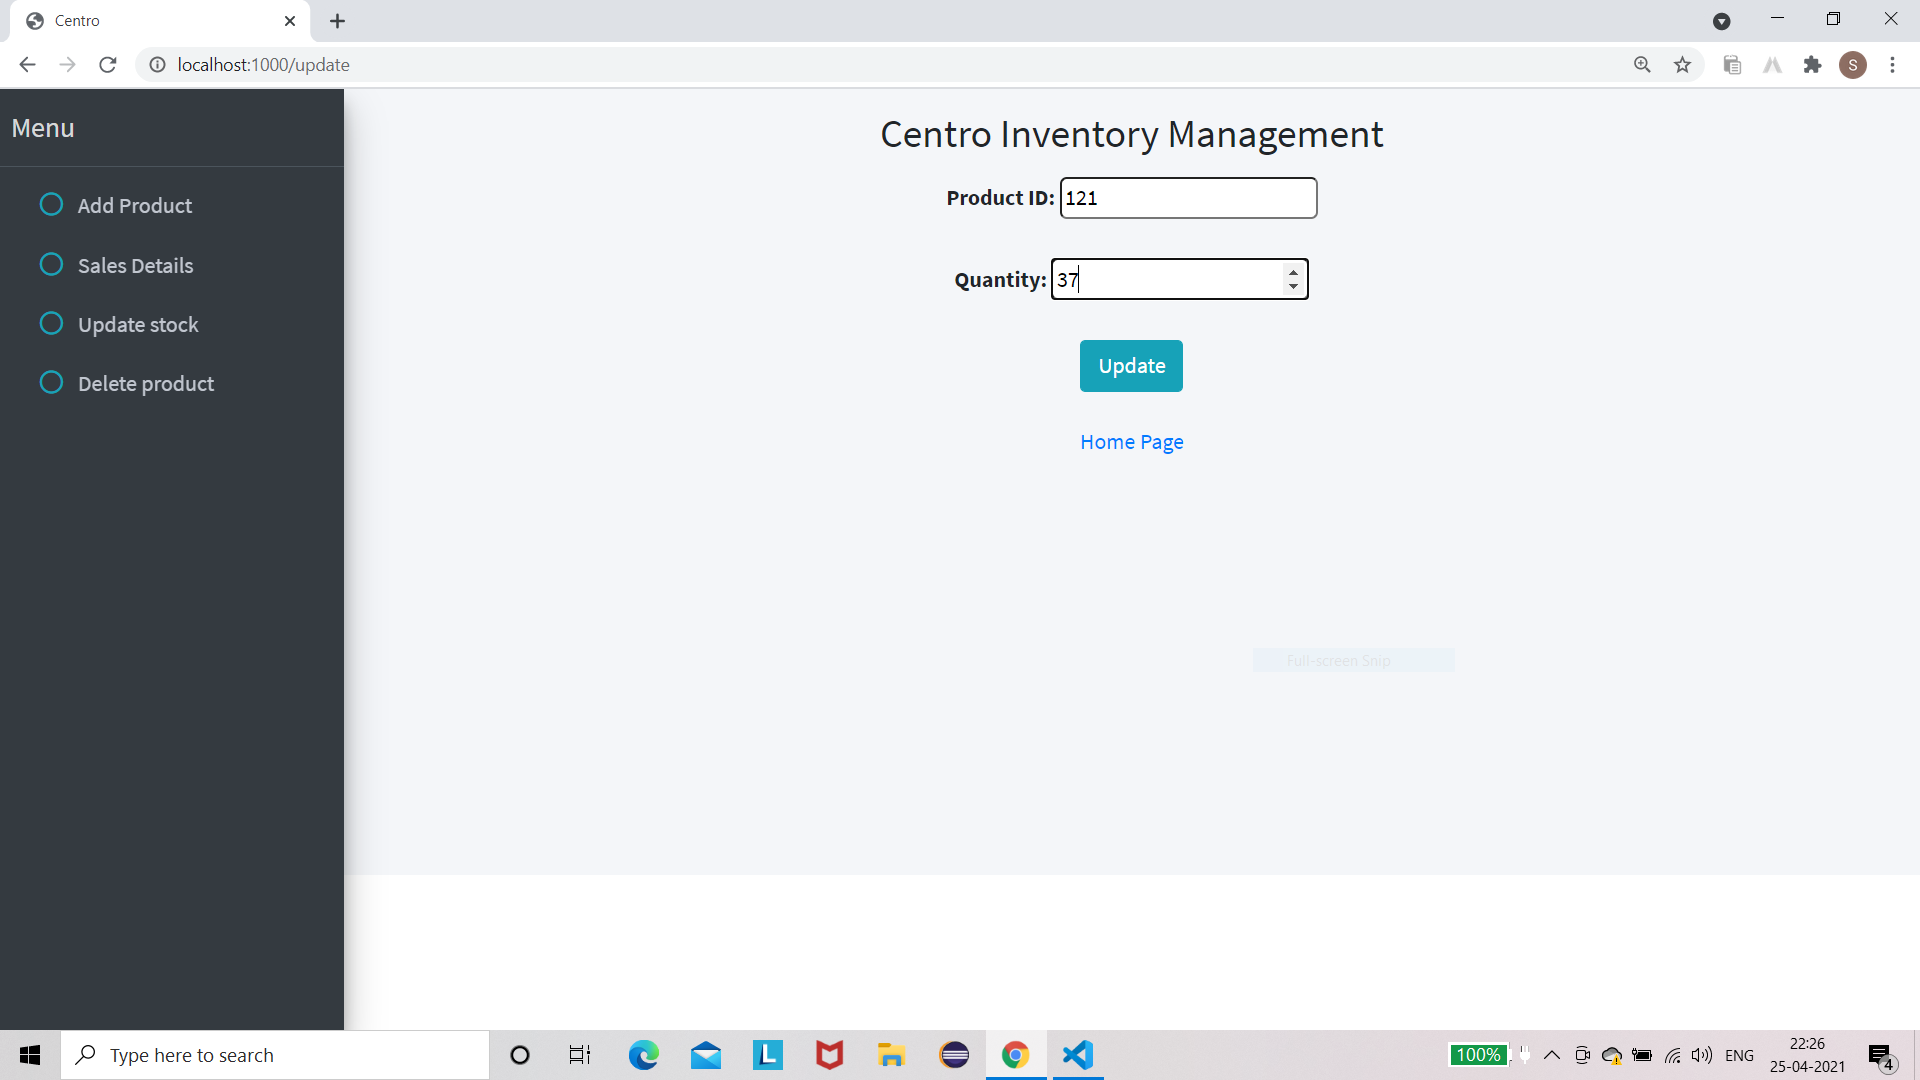 Centro
localhost:1000/update
S
Menu
Add Product
Sales Details
Update stock
Delete product
Centro Inventory Management
Product ID: 121
Quantity: 37
Update
Home Page
Full-screen Snip
Type here to search
L
100%
ENG
22:26
25-04-2021
4